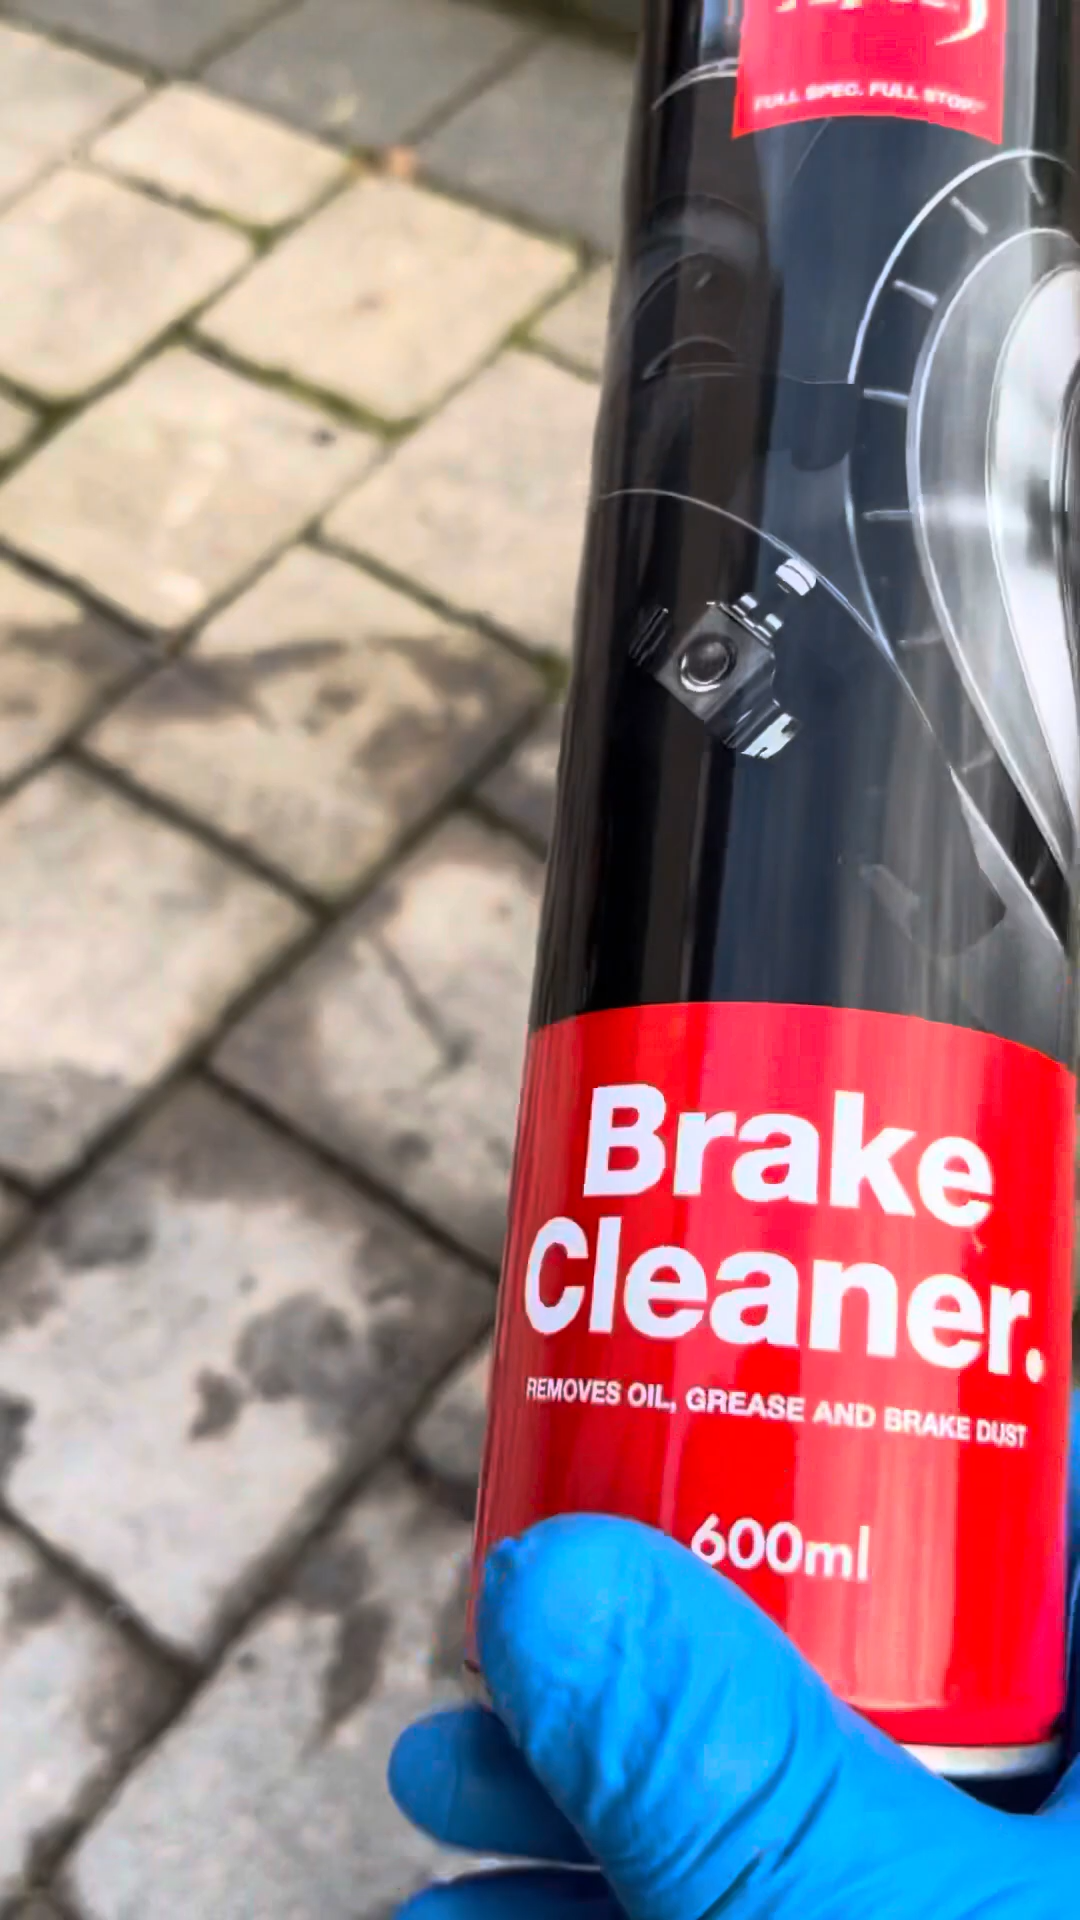 FULL SPEC. FULL STOP.
Brake
Cleaner.
REMOVES OIL, GREASE AND BRAKE DUST
600ml